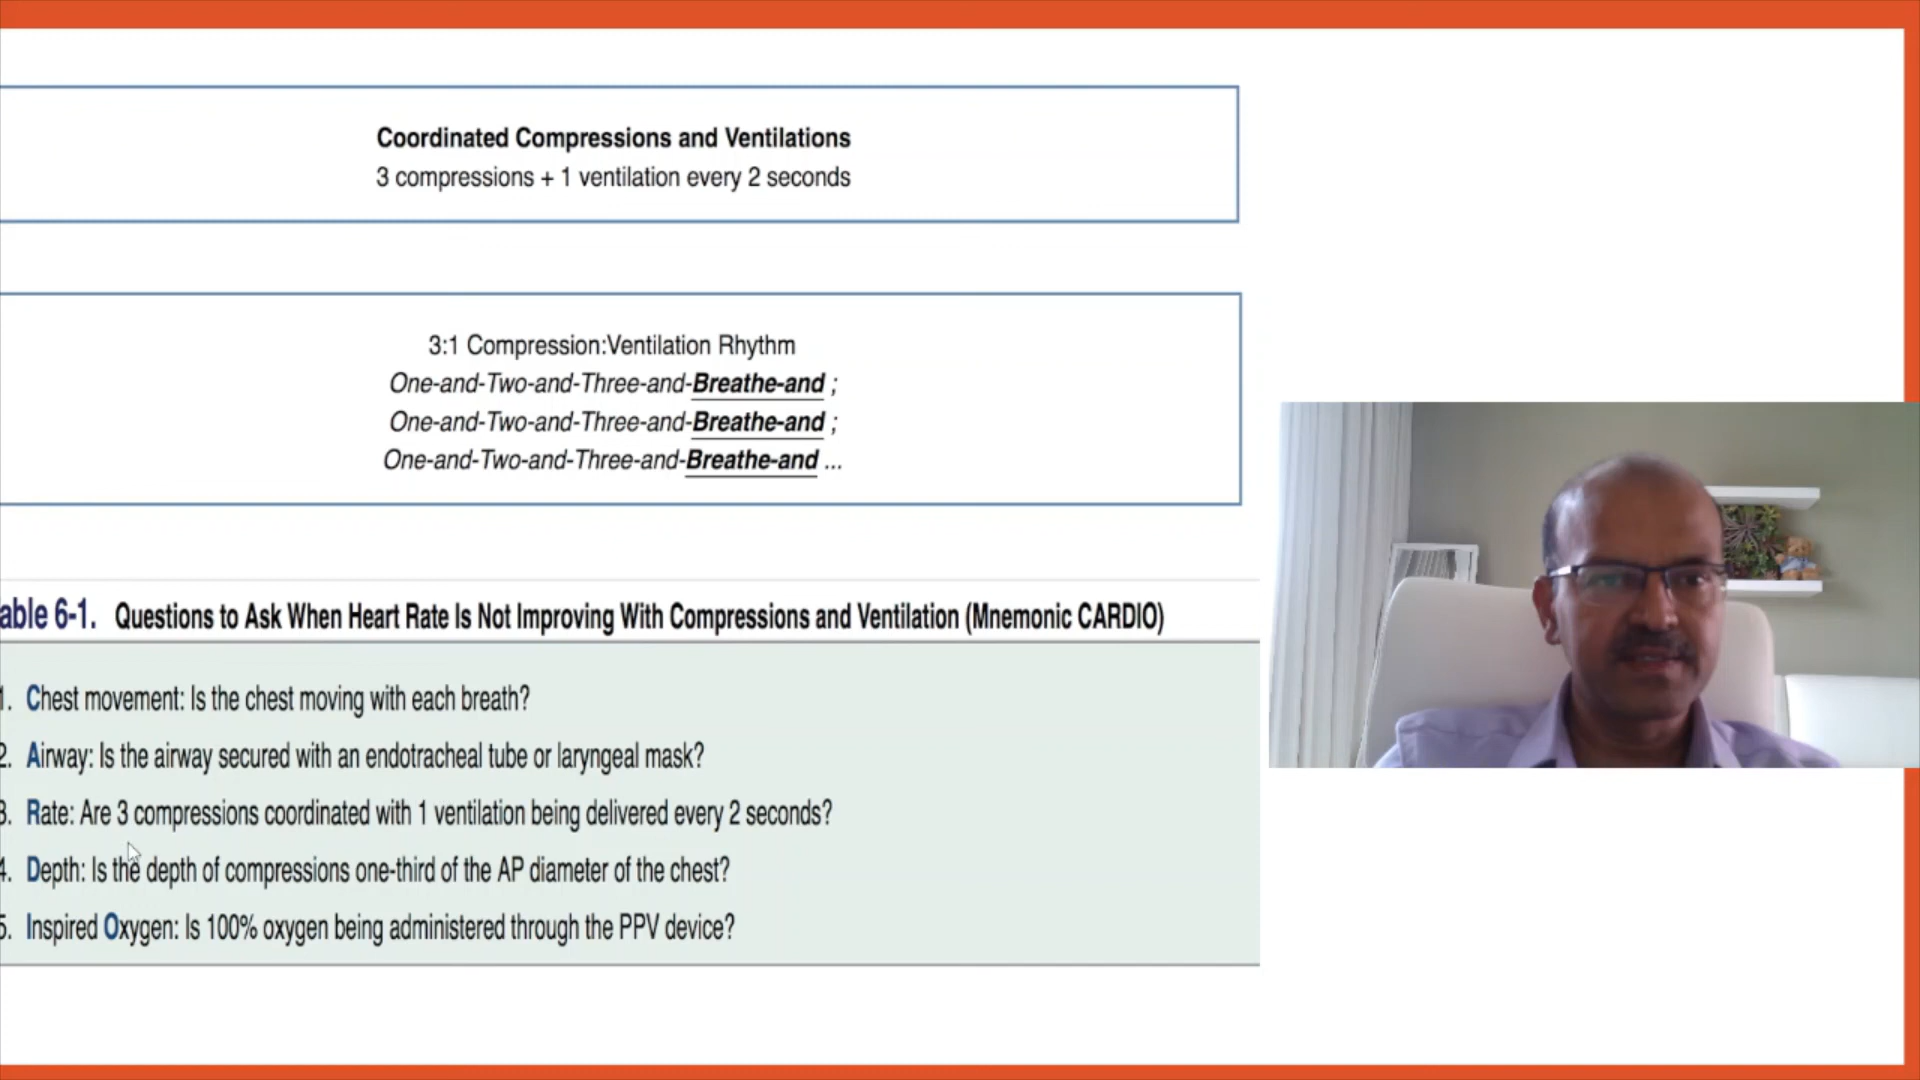 Coordinated Compressions and Ventilations
3 compressions + 1 ventilation every 2 seconds
3:1 Compression:Ventilation Rhythm
One-and-Two-and-Three-and-Breathe-and ;
One-and-Two-and-Three-and-Breathe-and ;
One-and-Two-and-Three-and-Breathe-and ...
able 6-1. Questions to Ask When Heart Rate Is Not Improving With Compressions and Ventilation (Mnemonic CARDIO)
1. Chest movement: Is the chest moving with each breath?
2. Airway: Is the airway secured with an endotracheal tube or laryngeal mask?
3. Rate: Are 3 compressions coordinated with 1 ventilation being delivered every 2 seconds?
4. Depth: Is the depth of compressions one-third of the AP diameter of the chest?
5. Inspired Oxygen: Is 100% oxygen being administered through the PPV device?